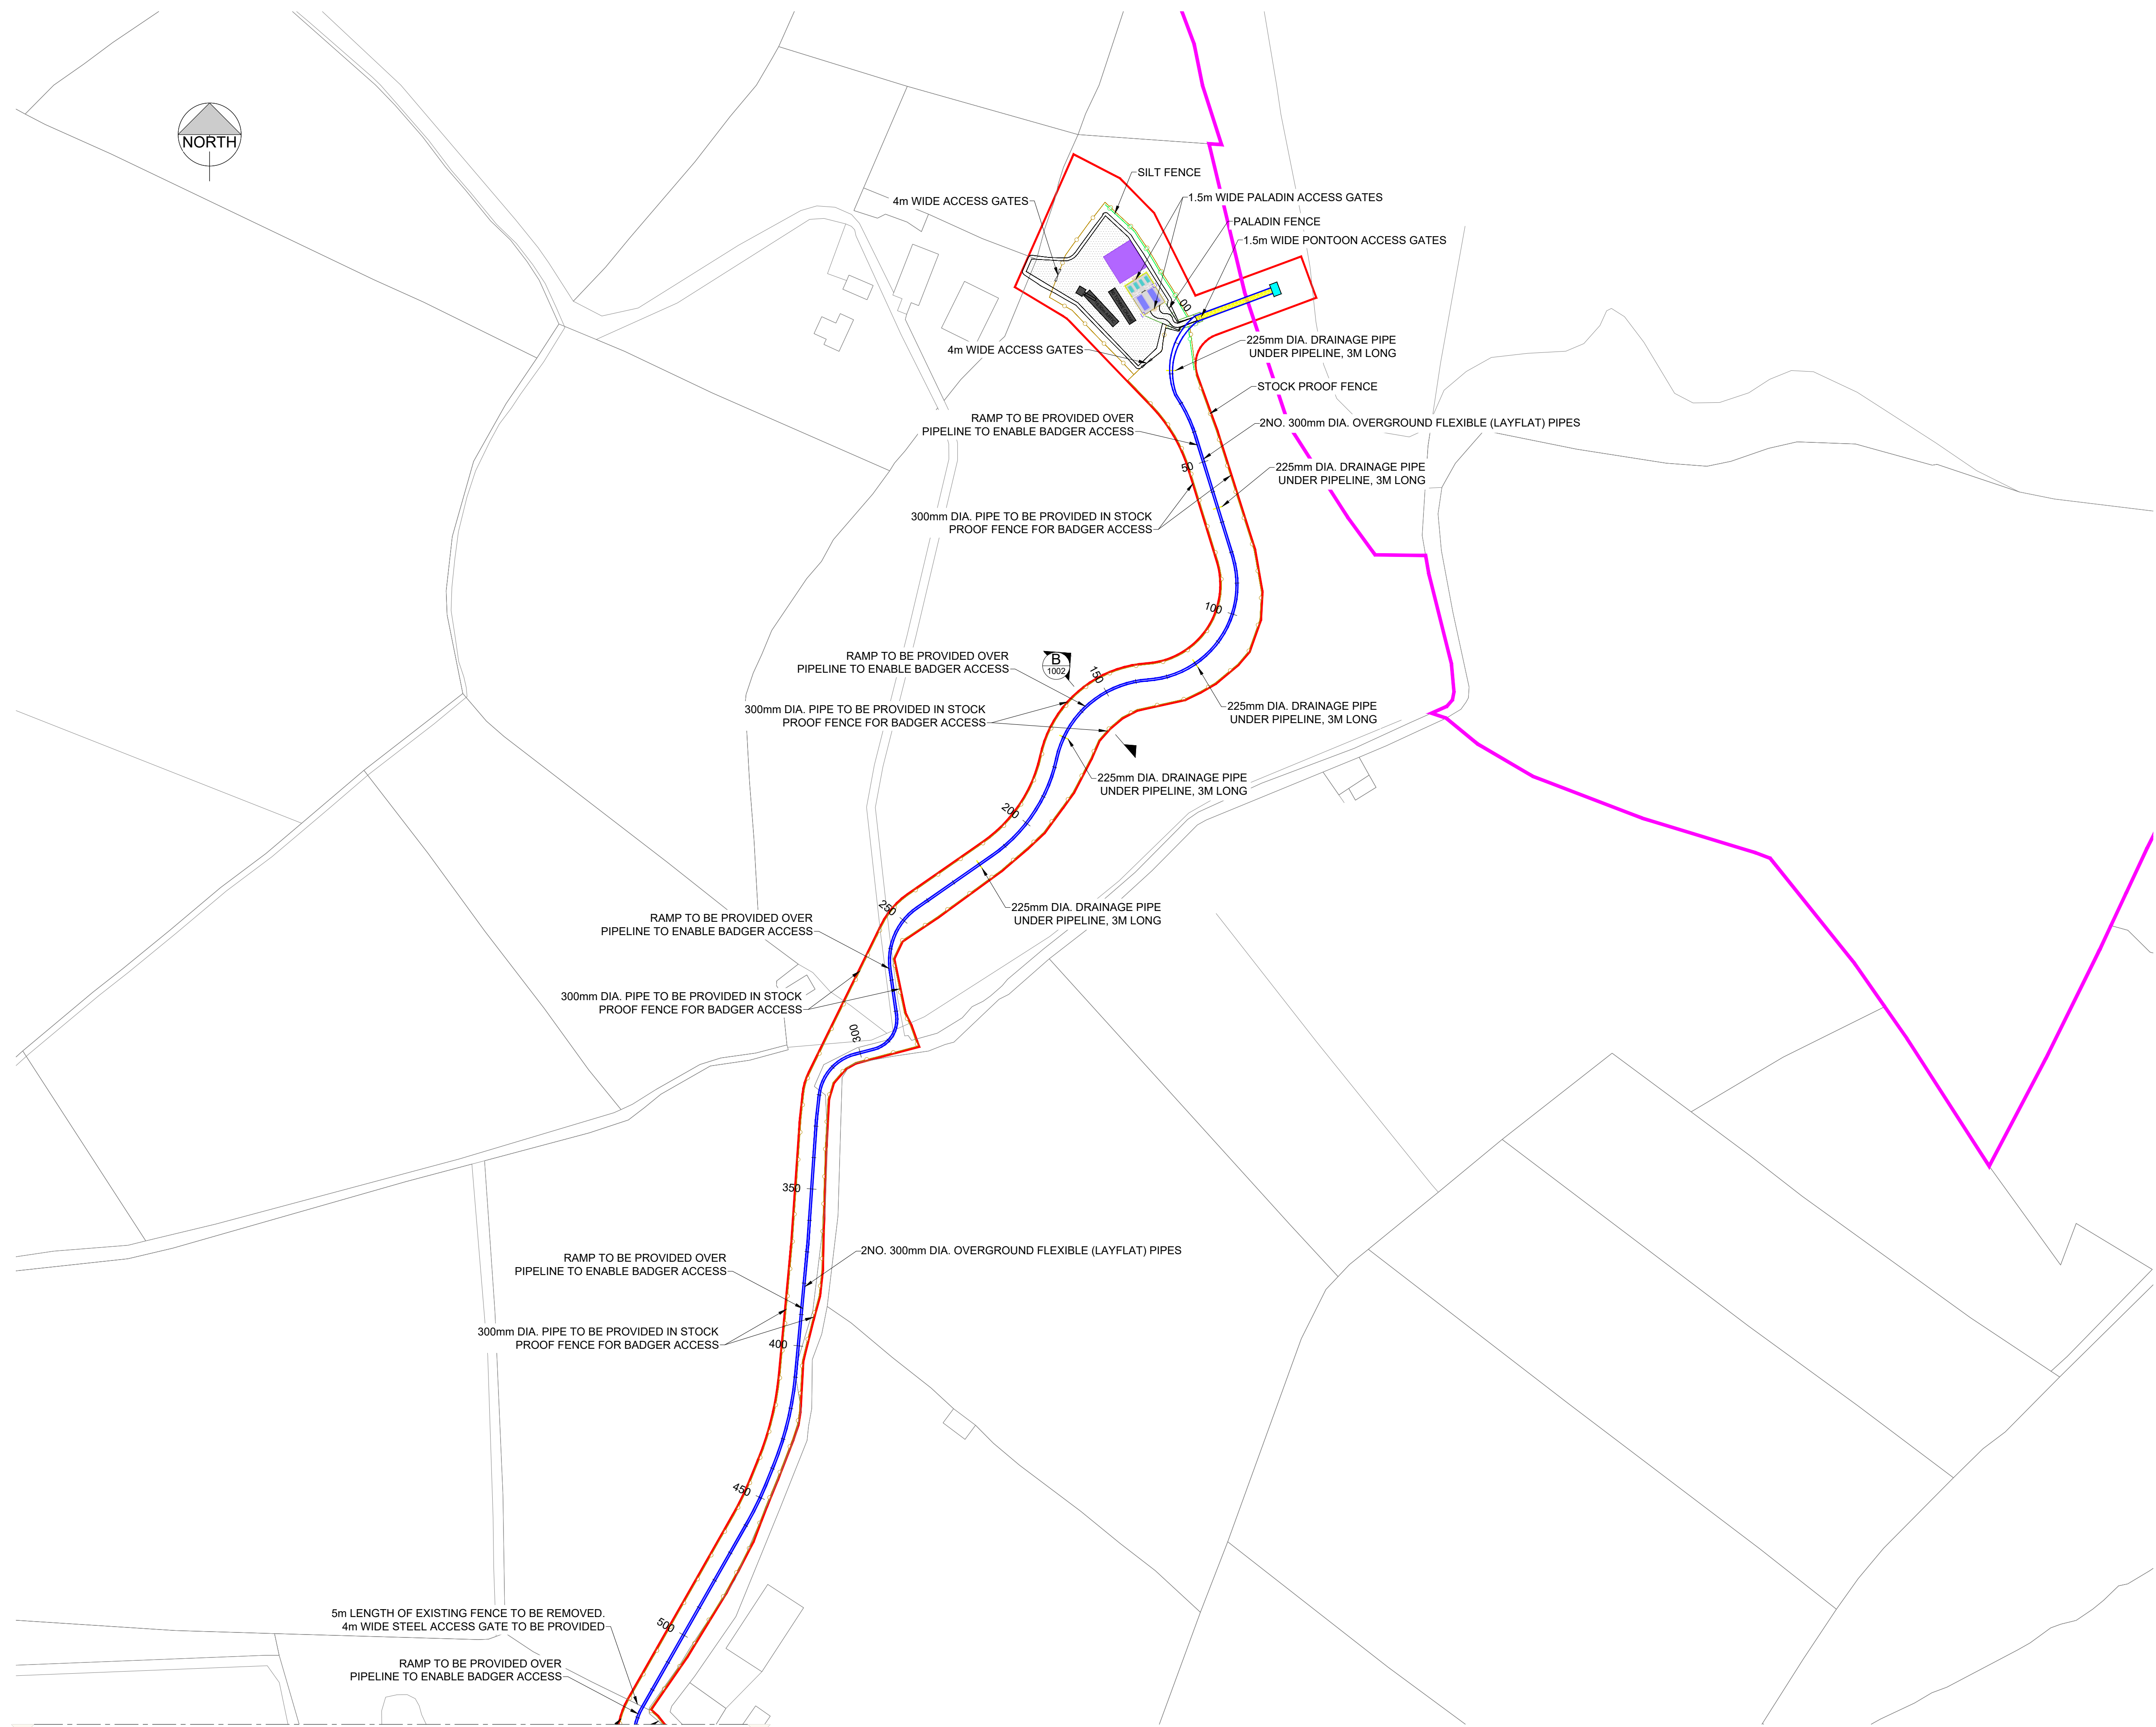 NORTH
SILT FENCE
4m WIDE ACCESS GATES
1.5m WIDE PALADIN ACCESS GATES
PALADIN FENCE
1.5m WIDE PONTOON ACCESS GATES
00
4m WIDE ACCESS GATES
225mm DIA. DRAINAGE PIPE
UNDER PIPELINE, 3M LONG
STOCK PROOF FENCE
RAMP TO BE PROVIDED OVER
PIPELINE TO ENABLE BADGER ACCESS
2NO. 300mm DIA. OVERGROUND FLEXIBLE (LAYFLAT) PIPES
50
225mm DIA. DRAINAGE PIPE
UNDER PIPELINE, 3M LONG
300mm DIA. PIPE TO BE PROVIDED IN STOCK
PROOF FENCE FOR BADGER ACCESS
100
RAMP TO BE PROVIDED OVER
PIPELINE TO ENABLE BADGER ACCESS
B
1002
150
300mm DIA. PIPE TO BE PROVIDED IN STOCK
PROOF FENCE FOR BADGER ACCESS
225mm DIA. DRAINAGE PIPE
UNDER PIPELINE, 3M LONG
225mm DIA. DRAINAGE PIPE
UNDER PIPELINE, 3M LONG
200
225mm DIA. DRAINAGE PIPE
UNDER PIPELINE, 3M LONG
250
RAMP TO BE PROVIDED OVER
PIPELINE TO ENABLE BADGER ACCESS
300mm DIA. PIPE TO BE PROVIDED IN STOCK
PROOF FENCE FOR BADGER ACCESS
300
350
RAMP TO BE PROVIDED OVER
PIPELINE TO ENABLE BADGER ACCESS
2NO. 300mm DIA. OVERGROUND FLEXIBLE (LAYFLAT) PIPES
300mm DIA. PIPE TO BE PROVIDED IN STOCK
PROOF FENCE FOR BADGER ACCESS
400
450
5m LENGTH OF EXISTING FENCE TO BE REMOVED.
4m WIDE STEEL ACCESS GATE TO BE PROVIDED
500
RAMP TO BE PROVIDED OVER
PIPELINE TO ENABLE BADGER ACCESS